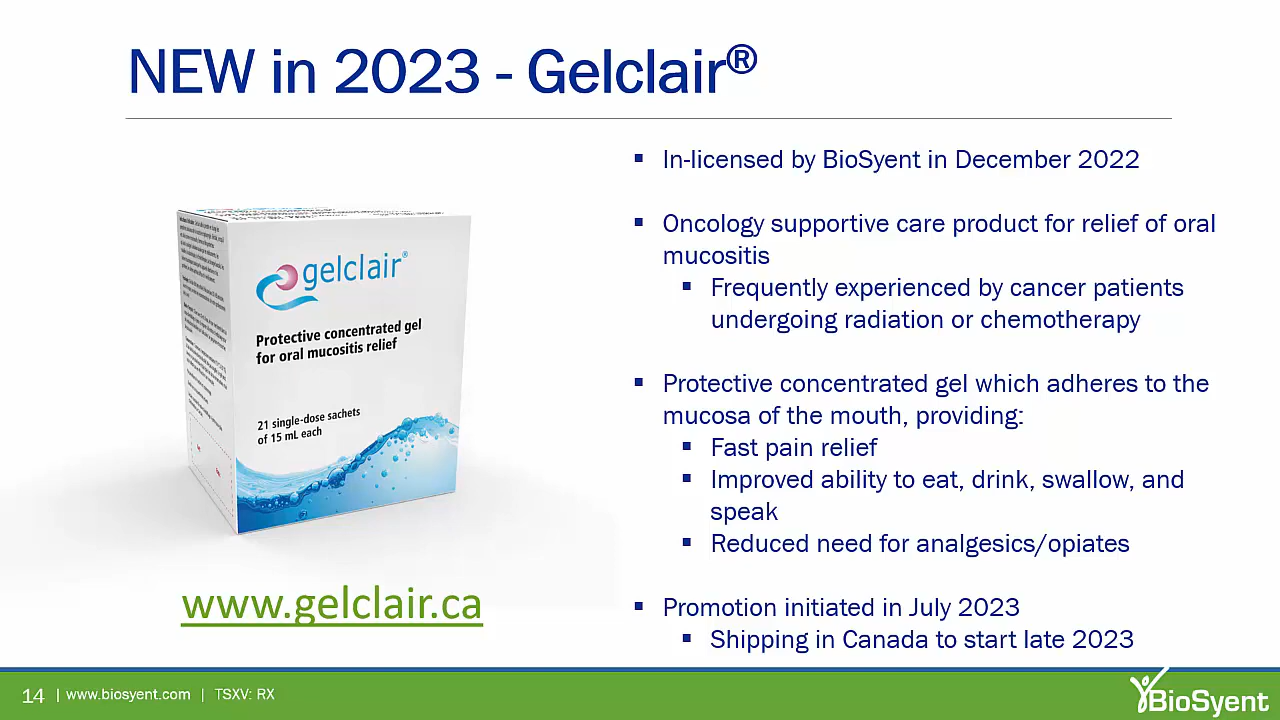 NEW in 2023 - Gelclair®
▪ In-licensed by BioSyent in December 2022
▪ Oncology supportive care product for relief of oral
mucositis
▪ Frequently experienced by cancer patients
undergoing radiation or chemotherapy
▪ Protective concentrated gel which adheres to the
mucosa of the mouth, providing:
▪ Fast pain relief
▪ Improved ability to eat, drink, swallow, and
speak
▪ Reduced need for analgesics/opiates
▪ Promotion initiated in July 2023
▪ Shipping in Canada to start late 2023
gelclair®
Protective concentrated gel
for oral mucositis relief
21 single-dose sachets
of 15 mL each
www.gelclair.ca
14 | www.biosyent.com | TSXV: RX
BioSyent